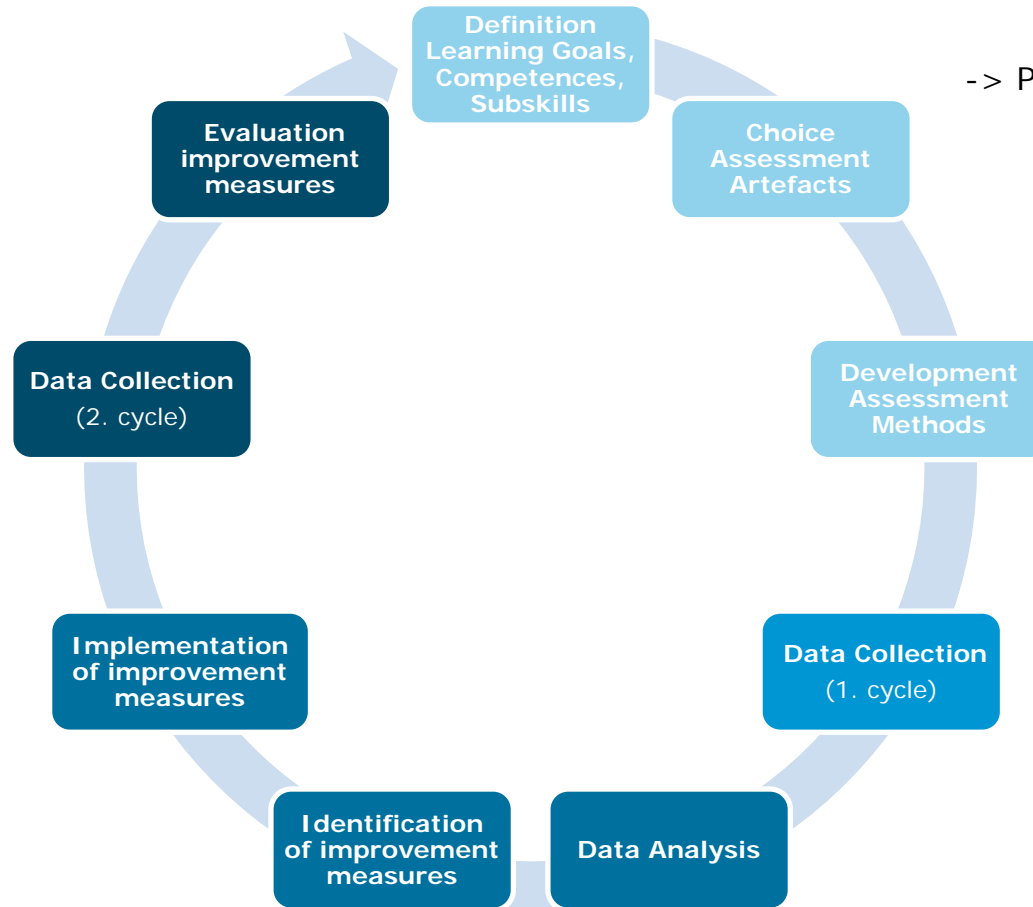 Definition
Learning Goals,
Competences,
Subskills
-> P
Choice
Assessment
Artefacts
Development
Assessment
Methods
Data Collection
(1. cycle)
Data Analysis
Identification
of improvement
measures
Implementation
of improvement
measures
Data Collection
(2. cycle)
Evaluation
improvement
measures